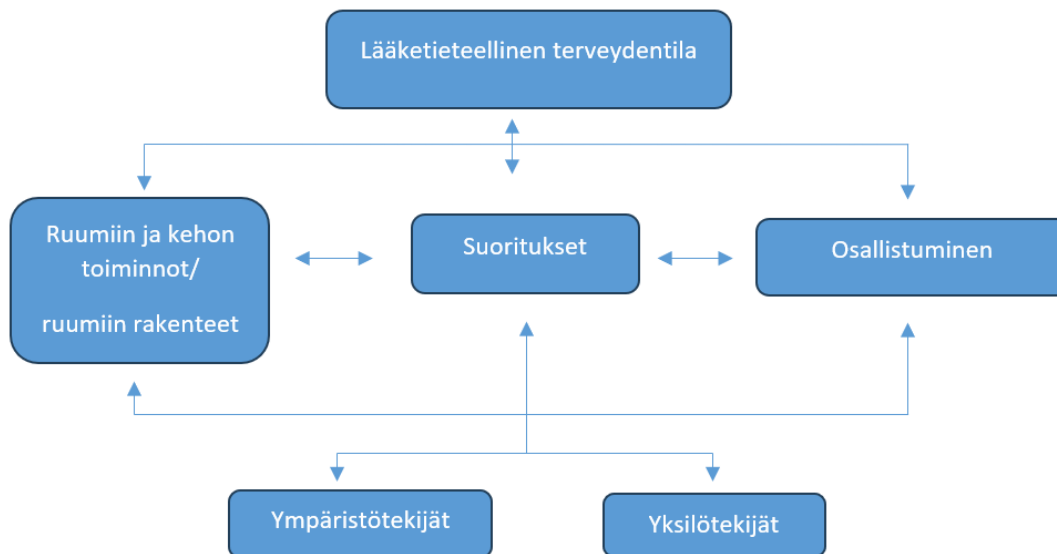 Lääketieteellinen terveydentila
Ruumiin ja kehon
toiminnot/
ruumiin rakenteet
Suoritukset
Osallistuminen
Ympäristötekijät
Yksilötekijät